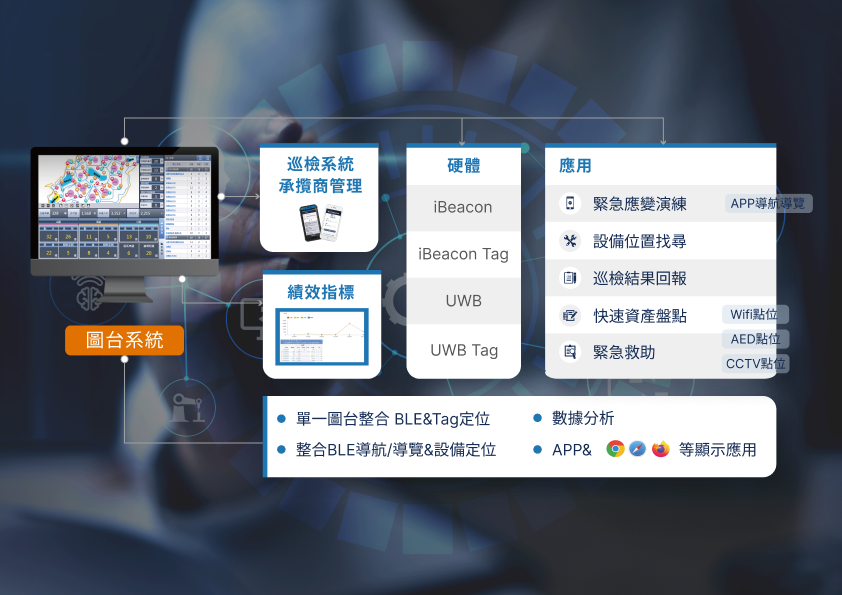 圖台系統
巡檢系統
承攬商管理
績效指標
硬體
iBeacon
iBeacon Tag
UWB
UWB Tag
應用
緊急應變演練
APP導航導覽
設備位置找尋
巡檢結果回報
快速資產盤點
Wifi點位
AED點位
緊急救助
CCTV點位
單一圖台整合 BLE&Tag定位
整合BLE導航/導覽&設備定位
數據分析
APP& 等顯示應用